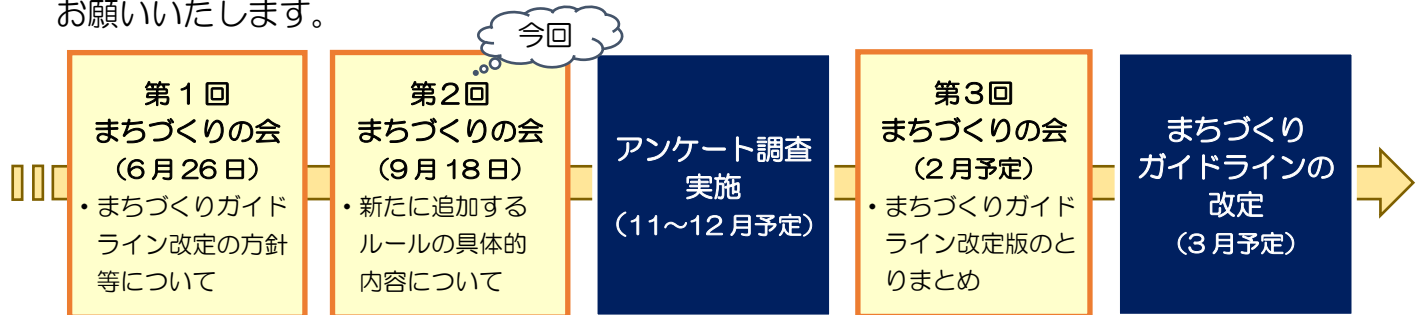 お願いいたします。
今回
第1回
まちづくりの会
（6月26日）
・まちづくりガイド
ライン改定の方針
等について
第2回
まちづくりの会
（9月18日）
・新たに追加する
ルールの具体的
内容について
アンケート調査
実施
（11～12月予定）
第3回
まちづくりの会
（2月予定）
・まちづくりガイド
ライン改定版のと
りまとめ
まちづくり
ガイドラインの
改定
（3月予定）